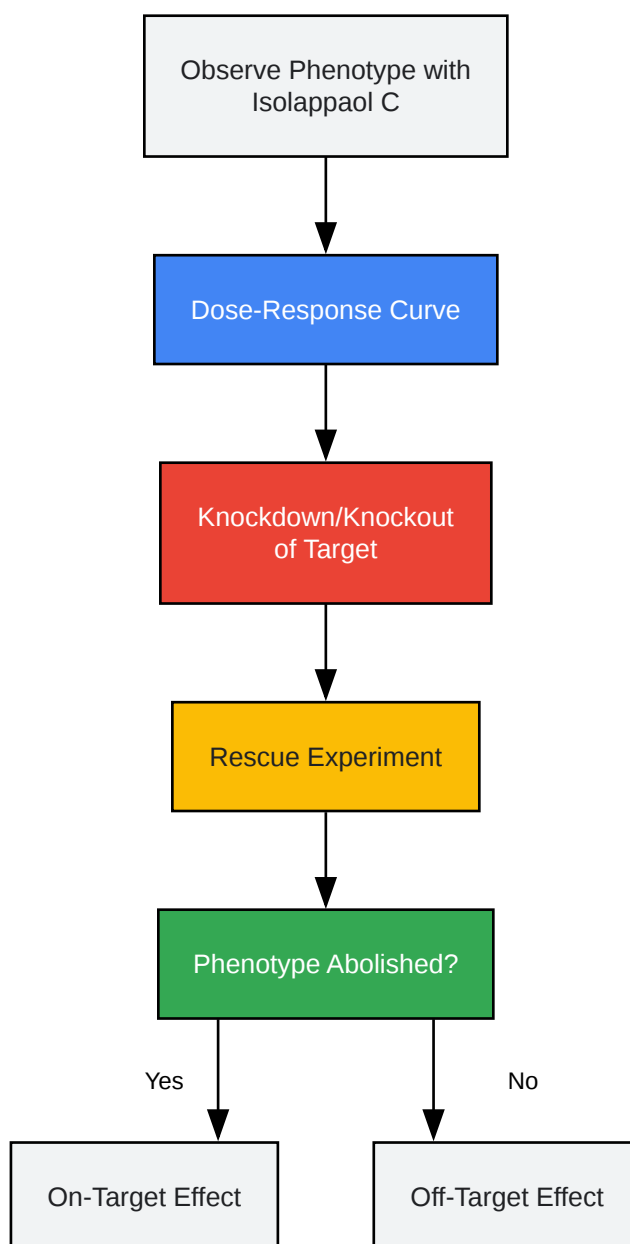 Observe Phenotype with
Isolappaol C
Dose-Response Curve
Knockdown/Knockout
of Target
Rescue Experiment
Phenotype Abolished?
Yes
No
On-Target Effect
Off-Target Effect